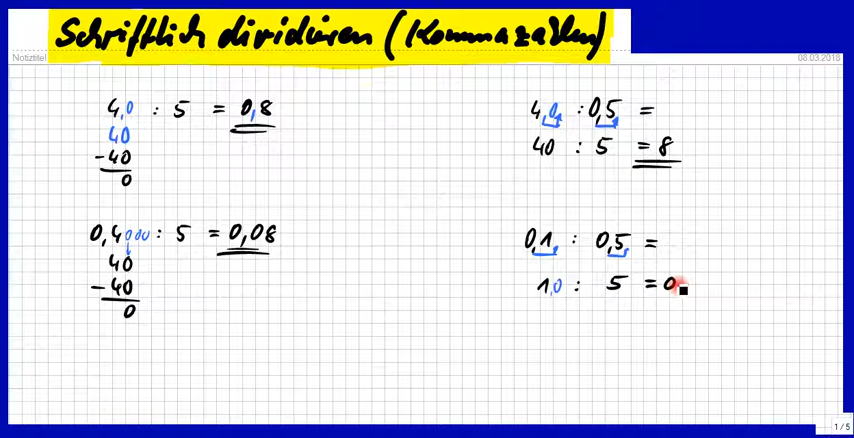 Schriftlich dividieren (Kommazahlen)
Notiztitel
08.03.2018
4,0 : 5 = 0,8
40
-40
0
0,4000 : 5 = 0,08
40
-40
0
4,0 : 0,5 =
40 : 5 = 8
0,1 : 0,5 =
1,0 : 5 = 0
1 / 5